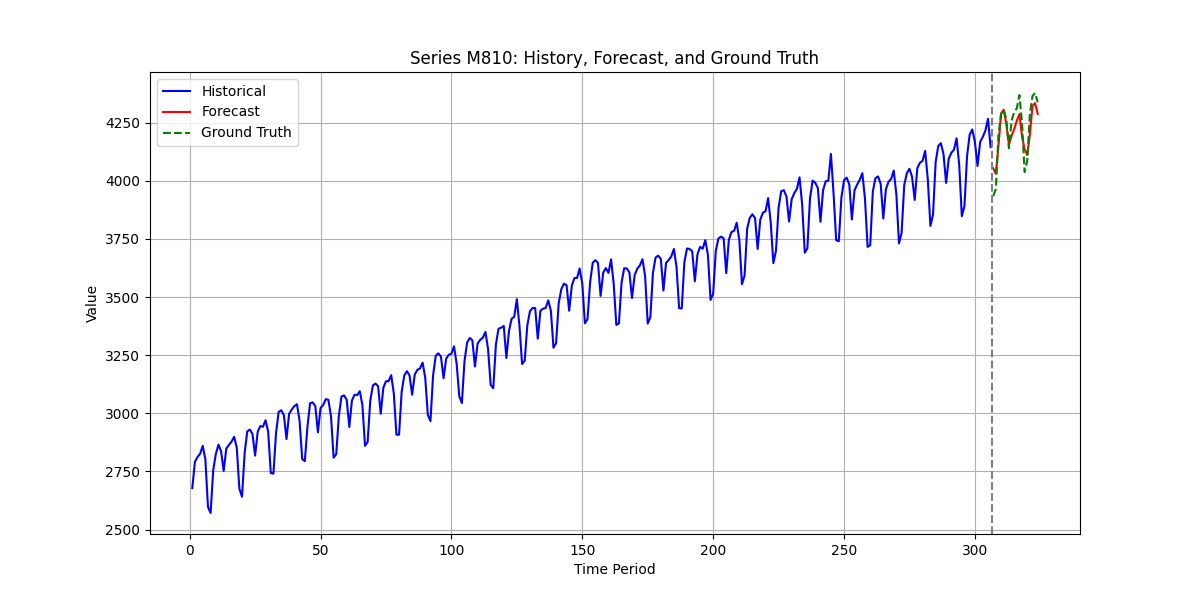 Series M810: History, Forecast, and Ground Truth
Historical
Forecast
Ground Truth
4250
4000
3750
3500
3250
3000
2750
2500
Value
0 50 100 150 200 250 300
Time Period